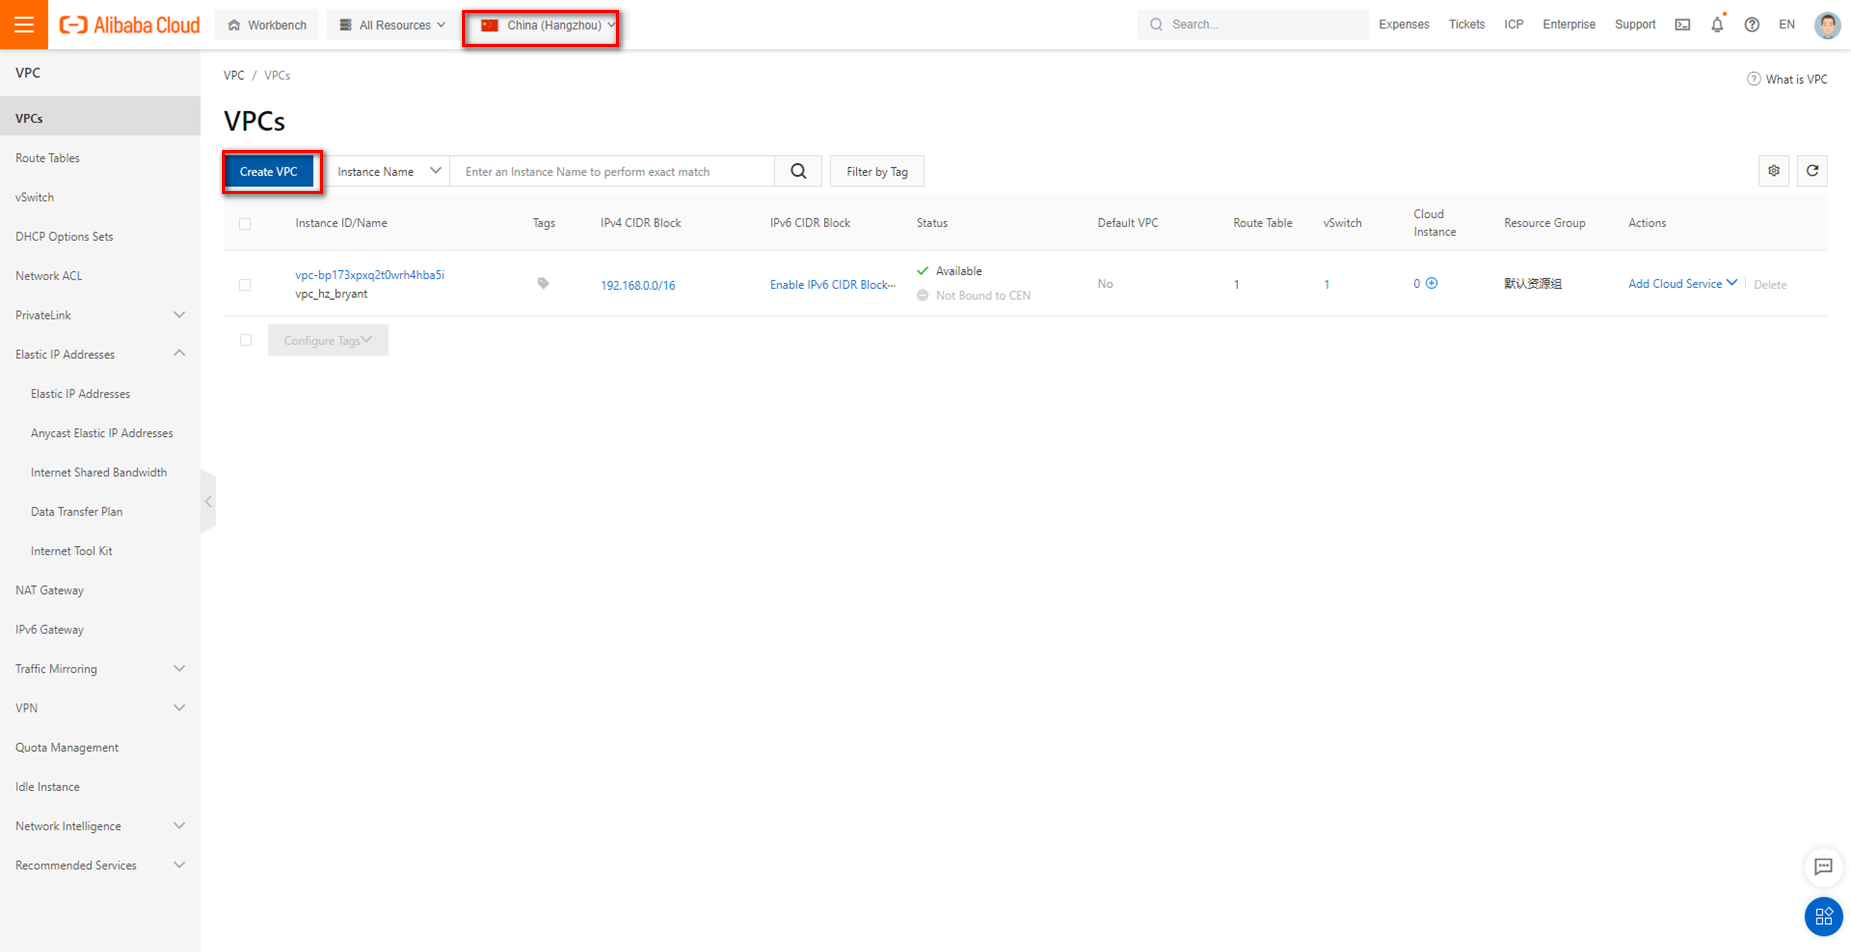 Alibaba Cloud
Workbench
All Resources
China (Hangzhou)
Search...
Expenses
Tickets
ICP
Enterprise
Support
EN
VPC
VPCs
Route Tables
vSwitch
DHCP Options Sets
Network ACL
PrivateLink
Elastic IP Addresses
Elastic IP Addresses
Anycast Elastic IP Addresses
Internet Shared Bandwidth
Data Transfer Plan
Internet Tool Kit
NAT Gateway
IPv6 Gateway
Traffic Mirroring
VPN
Quota Management
Idle Instance
Network Intelligence
Recommended Services
VPC / VPCs
What is VPC
VPCs
Create VPC
Instance Name
Enter an Instance Name to perform exact match
Filter by Tag
Instance ID/Name
Tags
IPv4 CIDR Block
IPv6 CIDR Block
Status
Default VPC
Route Table
vSwitch
Cloud
Instance
Resource Group
Actions
vpc-bp173xpxq2t0wrh4hba5i
vpc_hz_bryant
192.168.0.0/16
Enable IPv6 CIDR Block···
Available
Not Bound to CEN
No
1
1
0
默认资源组
Add Cloud Service
Delete
Configure Tags